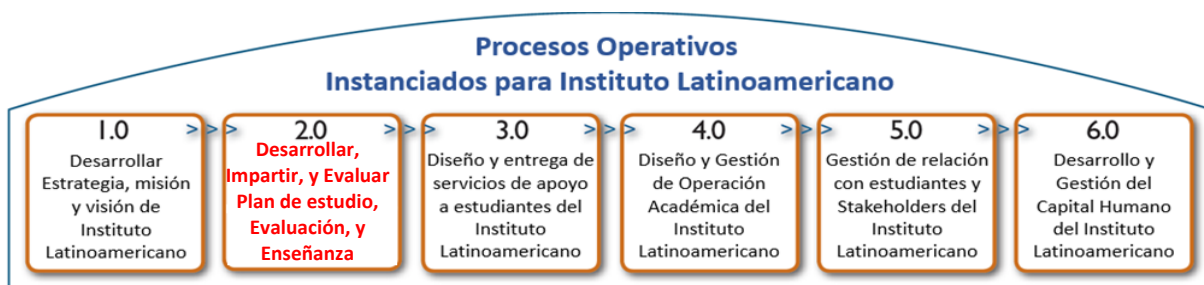 Procesos Operativos
Instanciados para Instituto Latinoamericano
1.0 >>>
Desarrollar
Estrategia, misión
y visión de
Instituto
Latinoamericano
2.0 >>>
Desarrollar,
Impartir, y Evaluar
Plan de estudio,
Evaluación, y
Enseñanza
3.0 >>>
Diseño y entrega de
servicios de apoyo
a estudiantes del
Instituto
Latinoamericano
4.0 >>>
Diseño y Gestión
de Operación
Académica del
Instituto
Latinoamericano
5.0 >>>
Gestión de relación
con estudiantes y
Stakeholders del
Instituto
Latinoamericano
6.0
Desarrollo y
Gestión del
Capital Humano
del Instituto
Latinoamericano